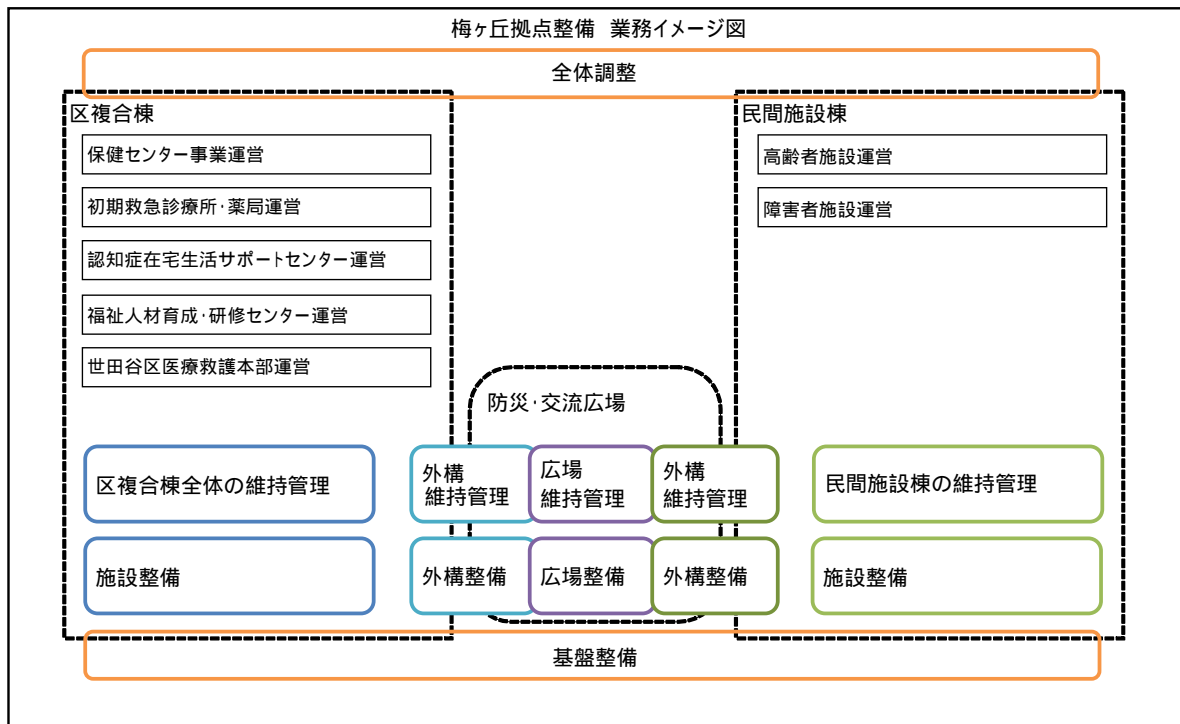 梅ヶ丘拠点整備 業務イメージ図
全体調整
区複合棟
保健センター事業運営
初期救急診療所・薬局運営
認知症在宅生活サポートセンター運営
福祉人材育成・研修センター運営
世田谷区医療救護本部運営
民間施設棟
高齢者施設運営
障害者施設運営
防災・交流広場
区複合棟全体の維持管理
外構
維持管理
広場
維持管理
外構
維持管理
民間施設棟の維持管理
施設整備
外構整備
広場整備
外構整備
施設整備
基盤整備